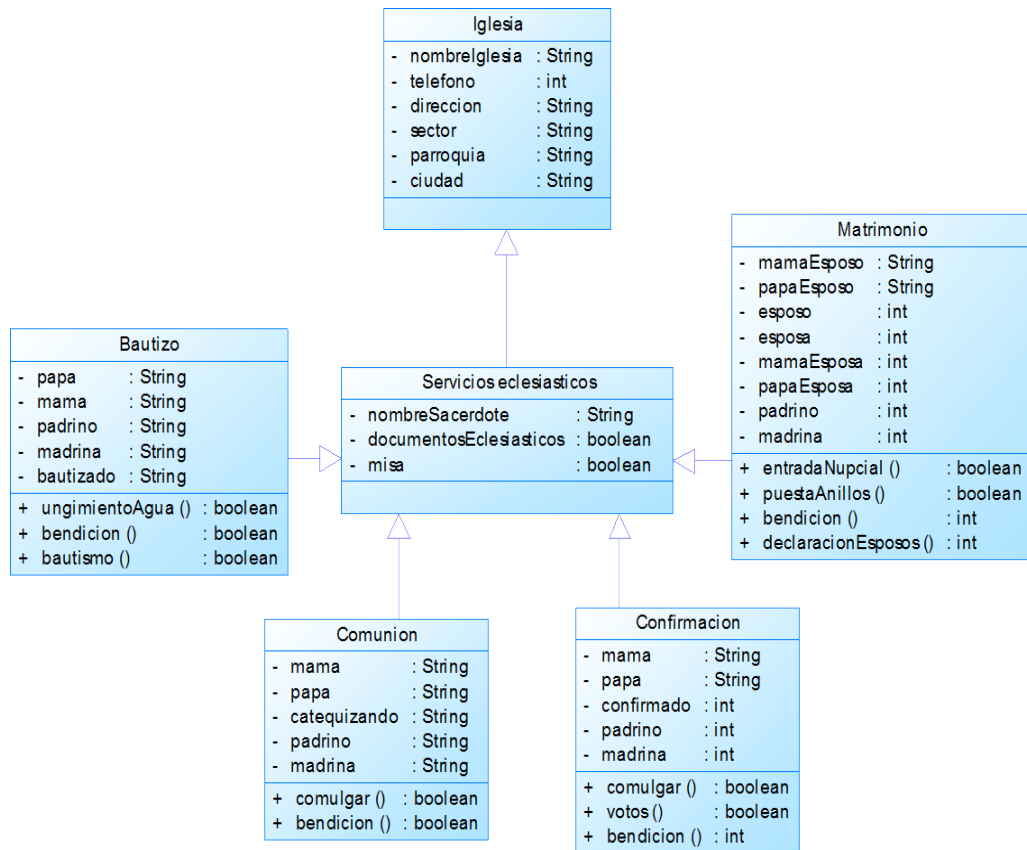 Iglesia
- nombreIglesia : String
- telefono : int
- direccion : String
- sector : String
- parroquia : String
- ciudad : String
Matrimonio
- mamaEsposo : String
- papaEsposo : String
- esposo : int
- esposa : int
- mamaEsposa : int
- papaEsposa : int
- padrino : int
- madrina : int
+ entradaNupcial () : boolean
+ puestaAnillos () : boolean
+ bendicion () : int
+ declaracionEsposos () : int
Bautizo
- papa : String
- mama : String
- padrino : String
- madrina : String
- bautizado : String
+ ungimientoAgua () : boolean
+ bendicion () : boolean
+ bautismo () : boolean
Servicios eclesiasticos
- nombreSacerdote : String
- documentosEclesiasticos : boolean
- misa : boolean
Comunion
- mama : String
- papa : String
- catequizando : String
- padrino : String
- madrina : String
+ comulgar () : boolean
+ bendicion () : boolean
Confirmacion
- mama : String
- papa : String
- confirmado : int
- padrino : int
- madrina : int
+ comulgar () : boolean
+ votos () : boolean
+ bendicion () : int